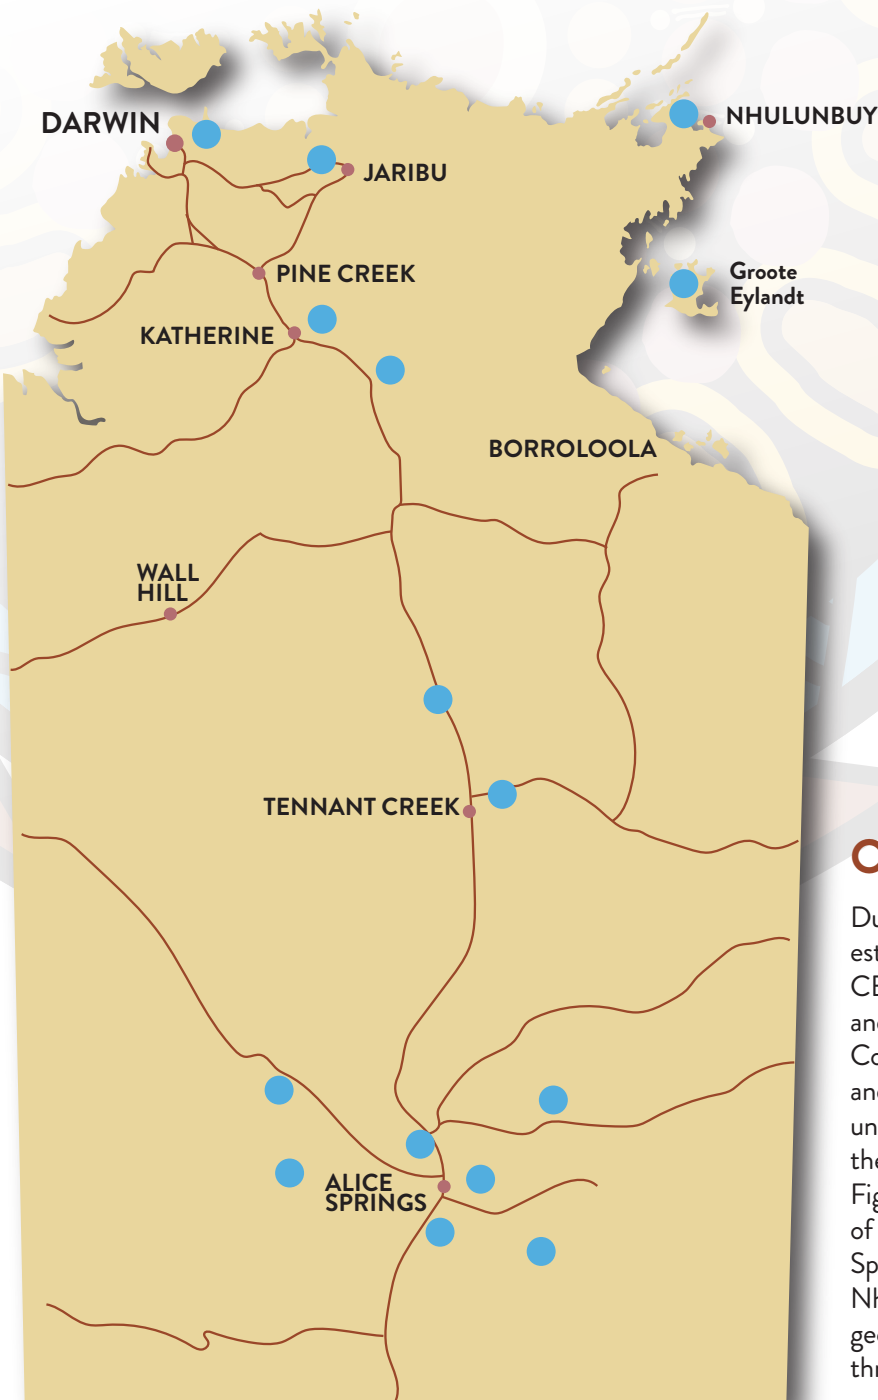 DARWIN
NHULUNBUY
JARIBU
Groote
Eylandt
PINE CREEK
KATHERINE
BORROLOOLA
WALL
HILL
TENNANT CREEK
ALICE
SPRINGS
Du
est
CE
and
Co
and
un
the
Fig
of
Sp
Nh
geo
thr